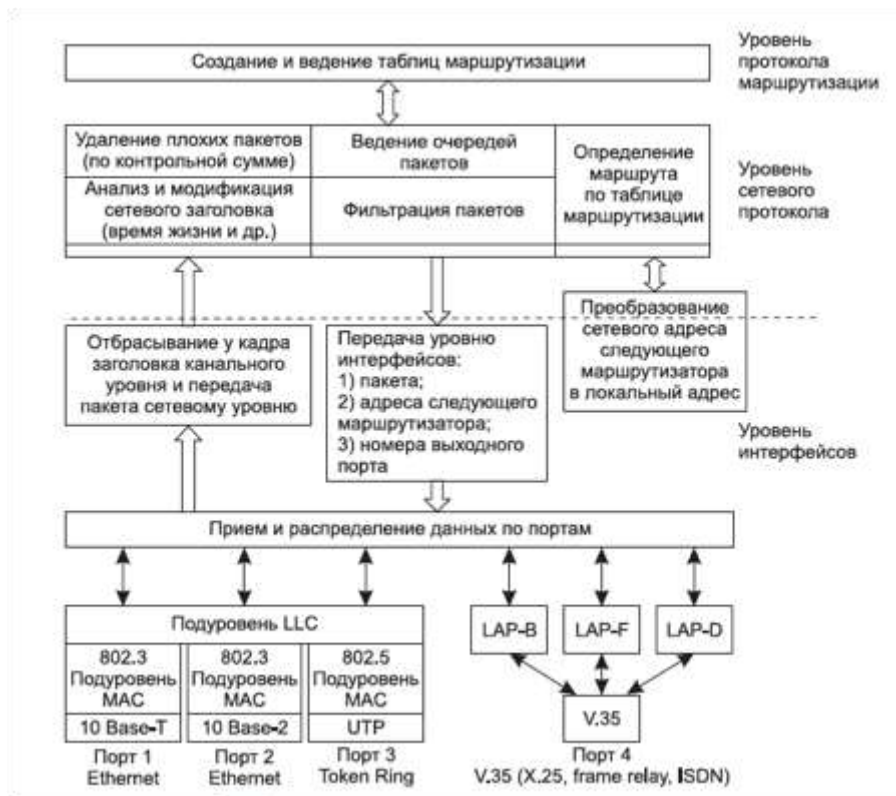 Создание и ведение таблиц маршрутизации
Уровень
протокола
маршрутизации
Удаление плохих пакетов
(по контрольной сумме)
Анализ и модификация
сетевого заголовка
(время жизни и др.)
Ведение очередей
пакетов
Фильтрация пакетов
Определение
маршрута
по таблице
маршрутизации
Уровень
сетевого
протокола
Отбрасывание у кадра
заголовка канального
уровня и передача
пакета сетевому уровню
Передача уровню
интерфейсов:
1) пакета;
2) адреса следующего
маршрутизатора;
3) номера выходного
порта
Преобразование
сетевого адреса
следующего
маршрутизатора
в локальный адрес
Уровень
интерфейсов
Прием и распределение данных по портам
Подуровень LLC
802.3
Подуровень
MAC
10 Base-T
Порт 1
Ethernet
802.3
Подуровень
MAC
10 Base-2
Порт 2
Ethernet
802.5
Подуровень
MAC
UTP
Порт 3
Token Ring
LAP-B
LAP-F
LAP-D
V.35
Порт 4
V.35 (X.25, frame relay, ISDN)